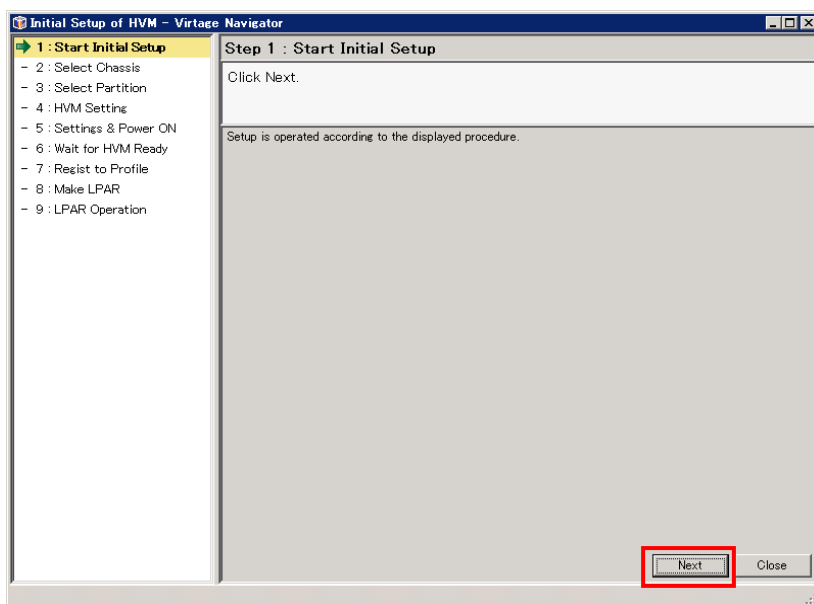 Initial Setup of HVM - Virtage Navigator
1 : Start Initial Setup
- 2 : Select Chassis
- 3 : Select Partition
- 4 : HVM Setting
- 5 : Settings & Power ON
- 6 : Wait for HVM Ready
- 7 : Regist to Profile
- 8 : Make LPAR
- 9 : LPAR Operation
Step 1 : Start Initial Setup
Click Next.
Setup is operated according to the displayed procedure.
Next Close